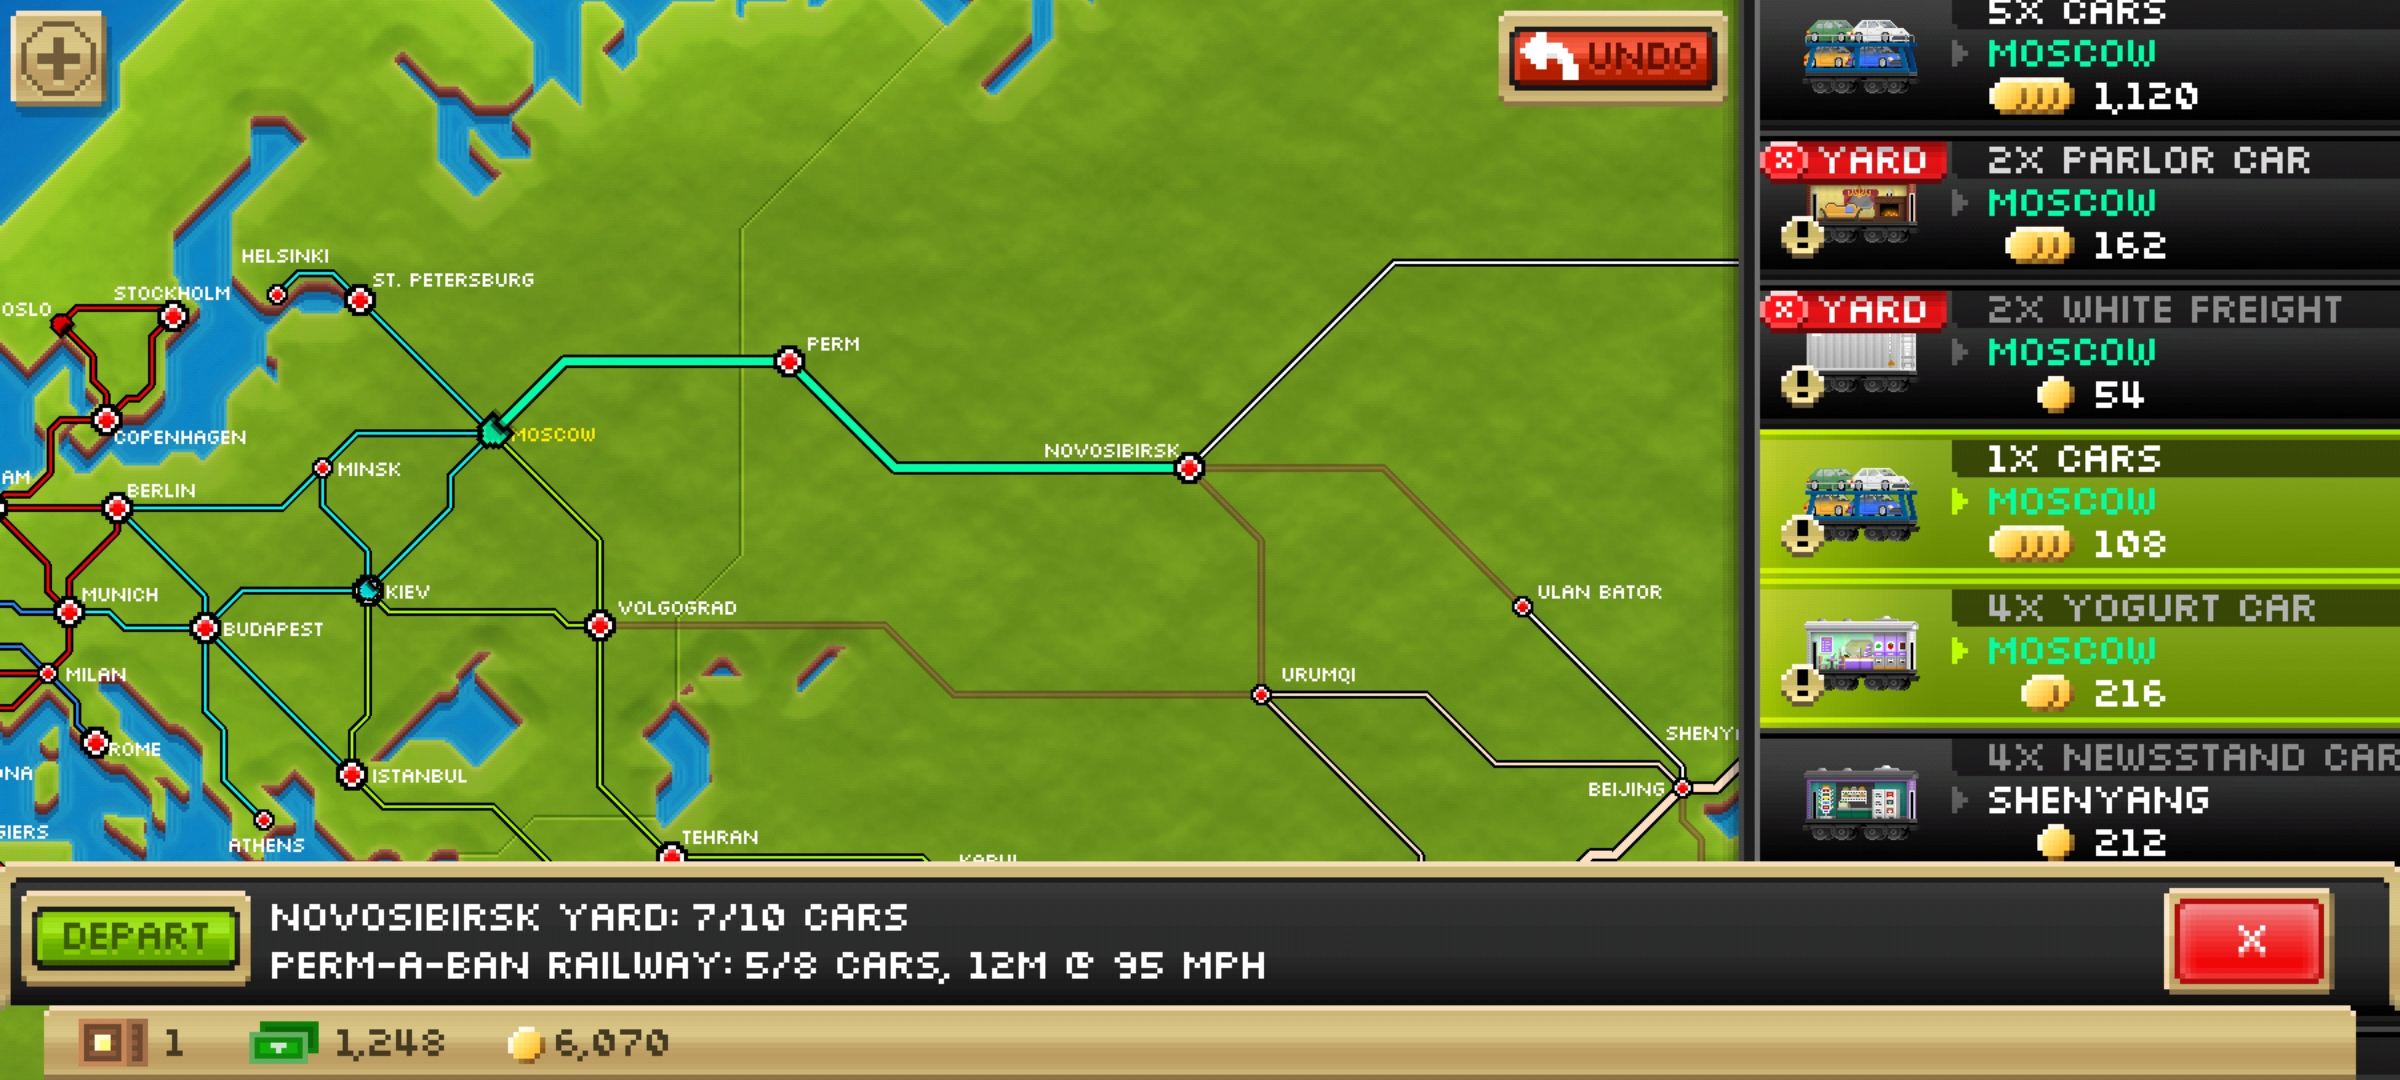 UNDO
HELSINKI
ST. PETERSBURG
STOCKHOLM
OSLO
PERM
COPENHAGEN
MOSCOW
NOVOSIBIRSK
MINSK
AM
BERLIN
MUNICH
KIEV
ULAN BATOR
VOLGOGRAD
BUDAPEST
MILAN
URUMQI
ROME
SHENY
ISTANBUL
BEIJING
ATHENS
TEHRAN
5X CARS
MOSCOW
1,120
YARD
2X PARLOR CAR
MOSCOW
162
YARD
2X WHITE FREIGHT
MOSCOW
54
1X CARS
MOSCOW
108
4X YOGURT CAR
MOSCOW
216
4X NEWSSTAND CAR
SHENYANG
212
DEPART
NOVOSIBIRSK YARD: 7/10 CARS
PERM-A-BAN RAILWAY: 5/8 CARS, 12M @ 95 MPH
X
1
1,248
6,070